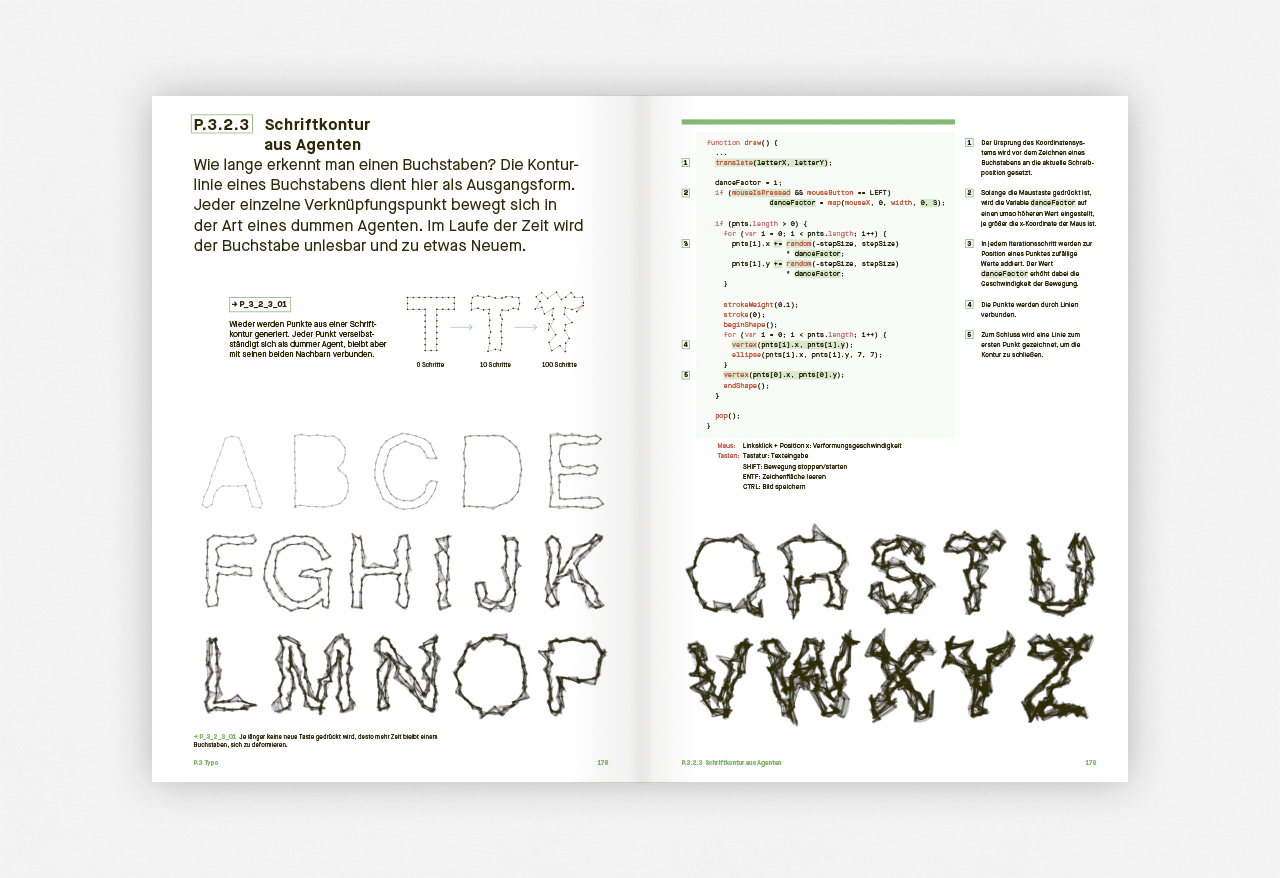 P.3.2.3 Schriftkontur
aus Agenten
Wie lange erkennt man einen Buchstaben? Die Kontur-
linie eines Buchstabens dient hier als Ausgangsform.
Jeder einzelne Verknüpfungspunkt bewegt sich in
der Art eines dummen Agenten. Im Laufe der Zeit wird
der Buchstabe unlesbar und zu etwas Neuem.
→ P_3_2_3_01
Wieder werden Punkte aus einer Schrift-
kontur generiert. Jeder Punkt verselbst-
ständigt sich als dummer Agent, bleibt aber
mit seinen beiden Nachbarn verbunden.
T → T → T
0 Schritte 10 Schritte 100 Schritte
A B C D E
F G H I J K
L M N O P
→ P_3_2_3_01 Je länger keine neue Taste gedrückt wird, desto mehr Zeit bleibt einem
Buchstaben, sich zu deformieren.
P.3 Typo 178
function draw() {
...
1 translate(letterX, letterY);
danceFactor = 1;
2 if (mouseIsPressed && mouseButton == LEFT)
danceFactor = map(mouseX, 0, width, 0, 3);
if (pnts.length > 0) {
for (var i = 0; i < pnts.length; i++) {
3 pnts[i].x += random(-stepSize, stepSize)
* danceFactor;
pnts[i].y += random(-stepSize, stepSize)
* danceFactor;
}
strokeWeight(0.1);
stroke(0);
beginShape();
for (var i = 0; i < pnts.length; i++) {
4 vertex(pnts[i].x, pnts[i].y);
ellipse(pnts[i].x, pnts[i].y, 7, 7);
}
5 vertex(pnts[0].x, pnts[0].y);
endShape();
}
pop();
}
Maus: Linksklick + Position x: Verformungsgeschwindigkeit
Tasten: Tastatur: Texteingabe
SHIFT: Bewegung stoppen/starten
ENTF: Zeichenfläche leeren
CTRL: Bild speichern
1 Der Ursprung des Koordinatensys-
tems wird vor dem Zeichnen eines
Buchstabens an die aktuelle Schreib-
position gesetzt.
2 Solange die Maustaste gedrückt ist,
wird die Variable danceFactor auf
einen umso höheren Wert eingestellt,
je größer die x-Koordinate der Maus ist.
3 In jedem Iterationsschritt werden zur
Position eines Punktes zufällige
Werte addiert. Der Wert
danceFactor erhöht dabei die
Geschwindigkeit der Bewegung.
4 Die Punkte werden durch Linien
verbunden.
5 Zum Schluss wird eine Linie zum
ersten Punkt gezeichnet, um die
Kontur zu schließen.
Q R S T U
V W X Y Z
P.3.2.3 Schriftkontur aus Agenten 179